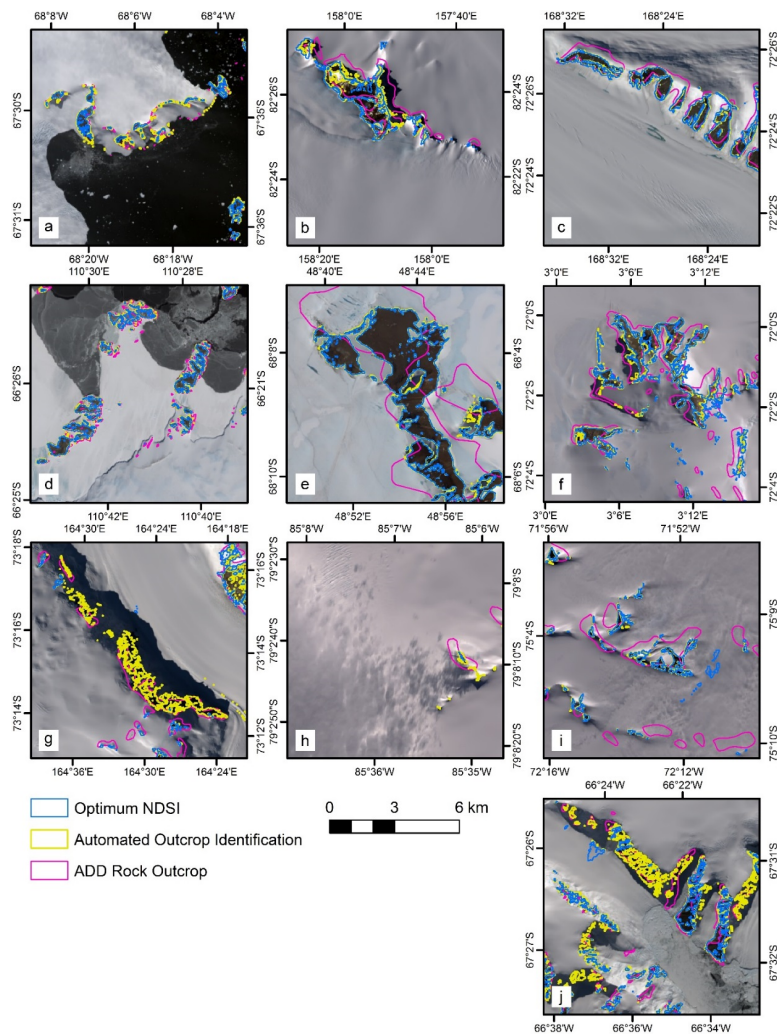 68°8'W 68°6'W 68°4'W
67°30'S 67°35'S
67°31'S 67°36'S
a
68°20'W 68°18'W
158°0'E 157°40'E
82°26'S 82°24'S
82°24'S 82°22'S
b
158°20'E 158°0'E
168°32'E 168°24'E
72°26'S
72°26'S
72°24'S
72°24'S
72°22'S
c
168°32'E 168°24'E
110°30'E 110°28'E
66°26'S 66°21'S
66°25'S
d
110°42'E 110°40'E
48°40'E 48°44'E
68°8'S 68°4'S
68°10'S 68°6'S
e
48°52'E 48°56'E
3°0'E 3°6'E 3°12'E
72°0'S 72°0'S
72°2'S 72°2'S
72°4'S 72°4'S
f
3°0'E 3°6'E 3°12'E
164°30'E 164°24'E 164°18'E
73°18'S 73°16'S
73°16'S 73°14'S
73°14'S 73°12'S
g
164°36'E 164°30'E 164°24'E
85°8'W 85°7'W 85°6'W
79°2'30"S 79°8'S
79°2'40"S 79°8'10"S
79°2'50"S 79°8'20"S
h
85°36'W 85°35'W
71°56'W 71°52'W
75°4'S 75°9'S
75°10'S
i
72°16'W 72°12'W
Optimum NDSI
Automated Outcrop Identification
ADD Rock Outcrop
0 3 6 km
66°24'W 66°22'W
67°26'S 67°31'S
67°27'S 67°32'S
j
66°38'W 66°36'W 66°34'W